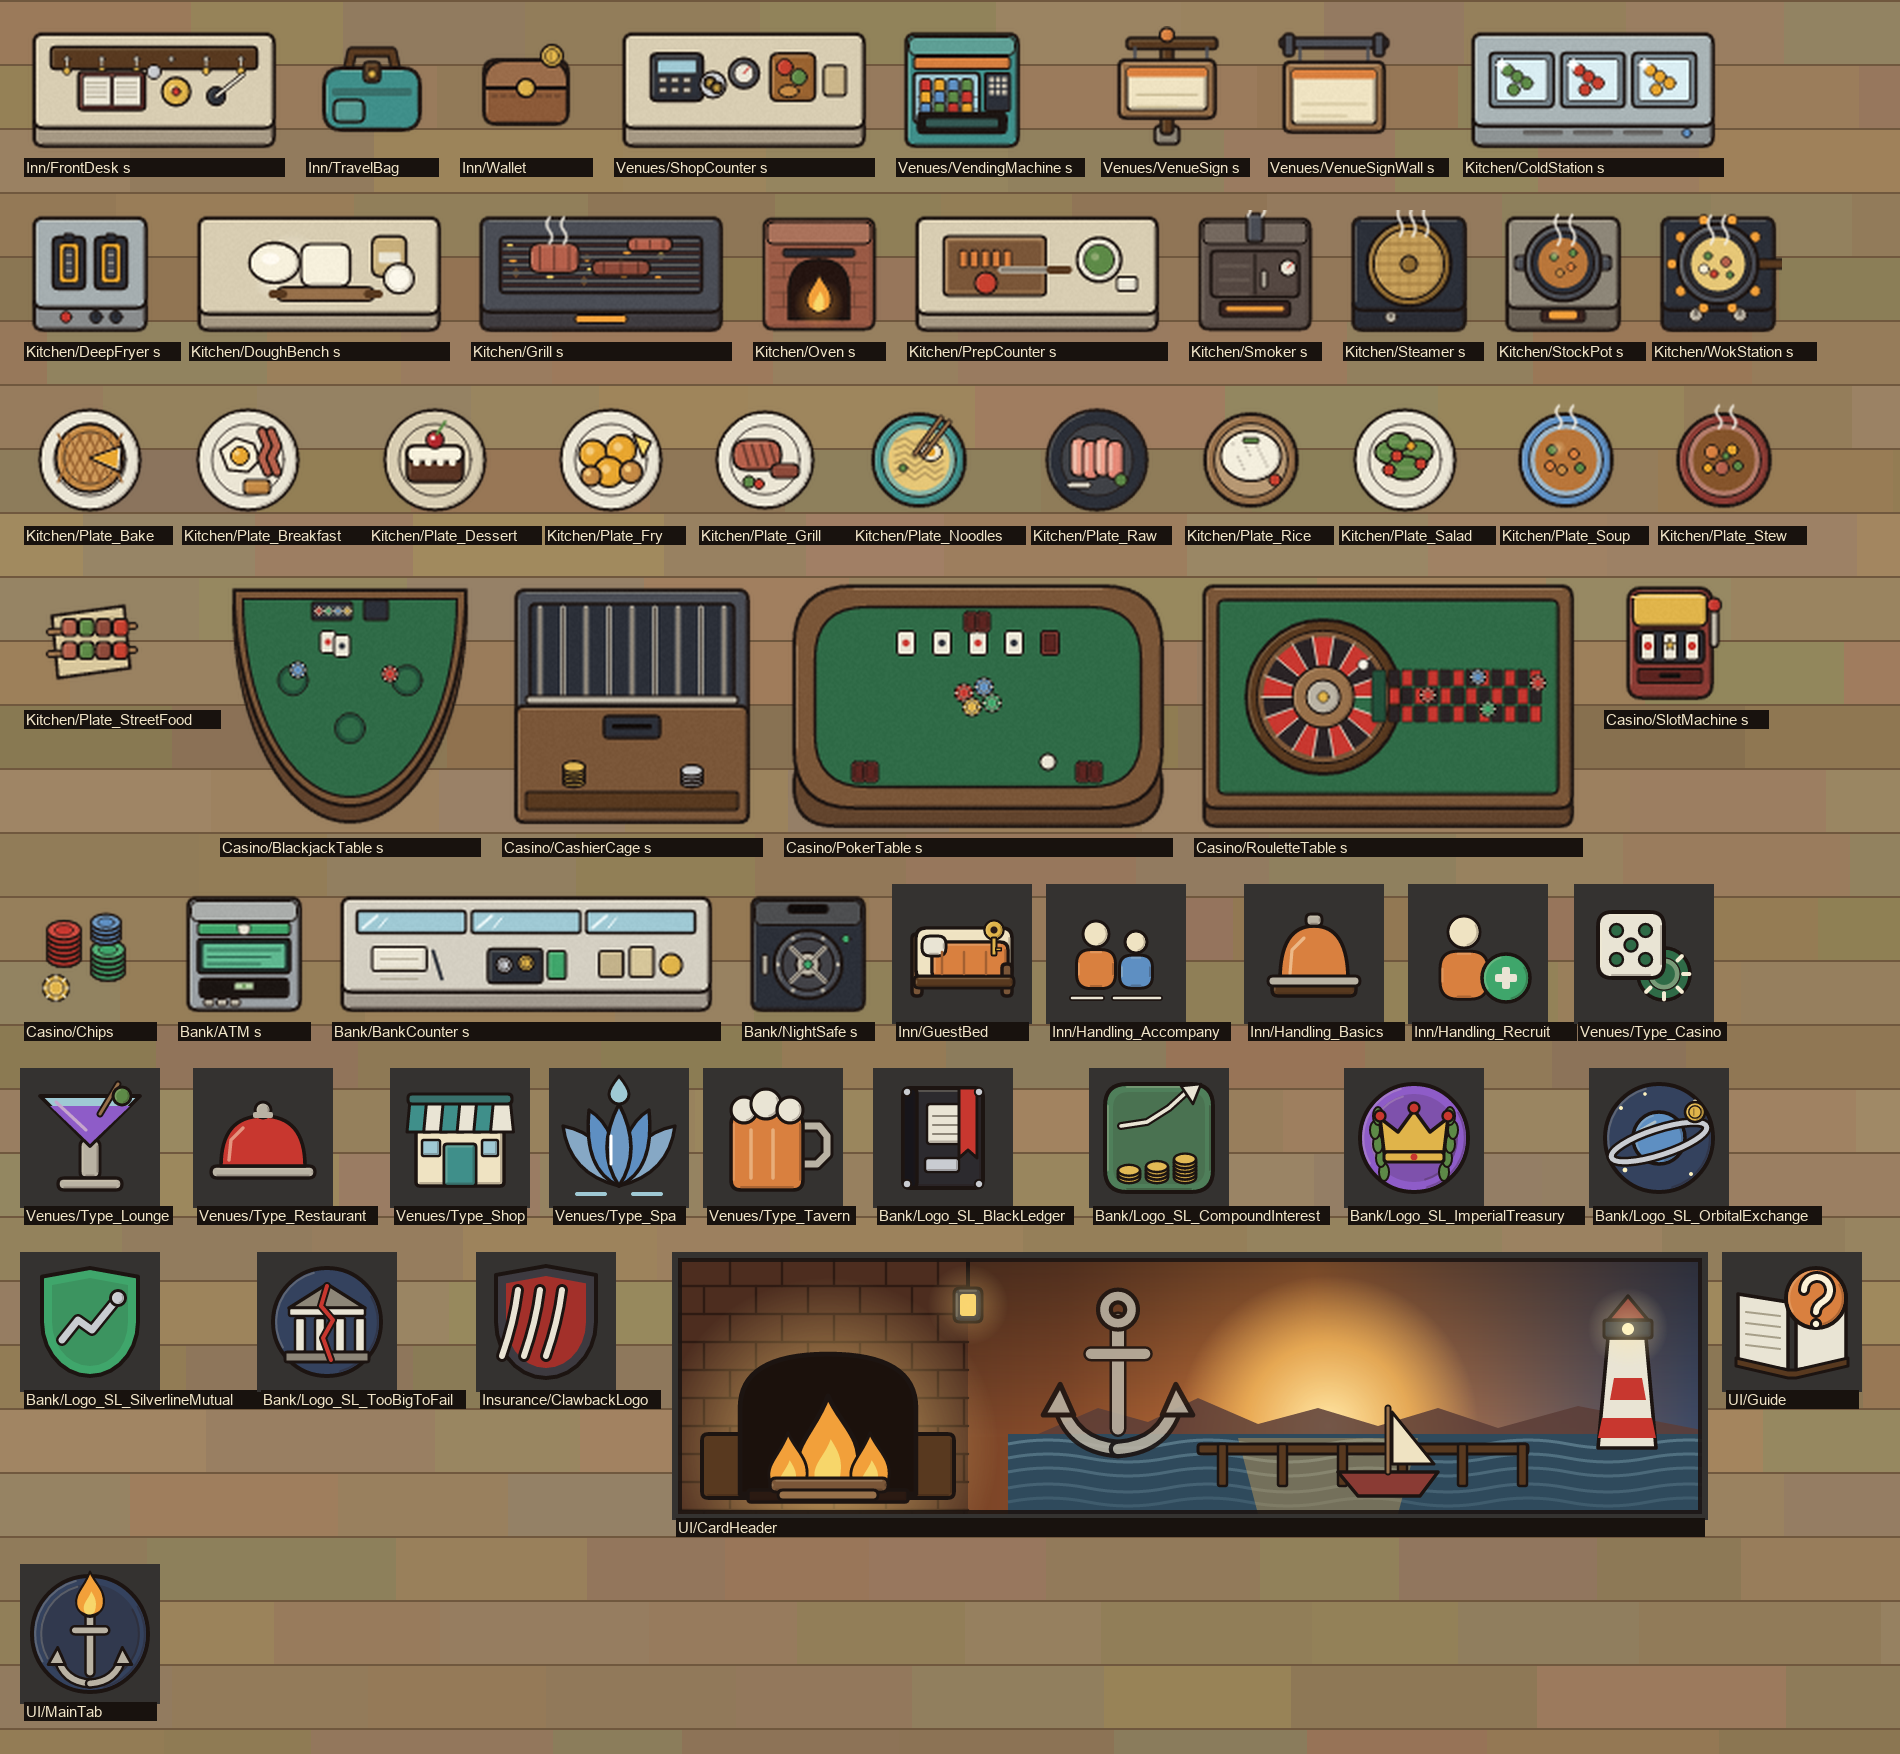 Inn/FrontDesk s
Inn/TravelBag
Inn/Wallet
Venues/ShopCounter s
Venues/VendingMachine s
Venues/VenueSign s
Venues/VenueSignWall s
Kitchen/ColdStation s
Kitchen/DeepFryer s
Kitchen/DoughBench s
Kitchen/Grill s
Kitchen/Oven s
Kitchen/PrepCounter s
Kitchen/Smoker s
Kitchen/Steamer s
Kitchen/StockPot s
Kitchen/WokStation s
Kitchen/Plate_Bake
Kitchen/Plate_Breakfast
Kitchen/Plate_Dessert
Kitchen/Plate_Fry
Kitchen/Plate_Grill
Kitchen/Plate_Noodles
Kitchen/Plate_Raw
Kitchen/Plate_Rice
Kitchen/Plate_Salad
Kitchen/Plate_Soup
Kitchen/Plate_Stew
Kitchen/Plate_StreetFood
Casino/SlotMachine s
Casino/BlackjackTable s
Casino/CashierCage s
Casino/PokerTable s
Casino/RouletteTable s
Casino/Chips
Bank/ATM s
Bank/BankCounter s
Bank/NightSafe s
Inn/GuestBed
Inn/Handling_Accompany
Inn/Handling_Basics
Inn/Handling_Recruit
Venues/Type_Casino
Venues/Type_Lounge
Venues/Type_Restaurant
Venues/Type_Shop
Venues/Type_Spa
Venues/Type_Tavern
Bank/Logo_SL_BlackLedger
Bank/Logo_SL_CompoundInterest
Bank/Logo_SL_ImperialTreasury
Bank/Logo_SL_OrbitalExchange
Bank/Logo_SL_SilverlineMutual
Bank/Logo_SL_TooBigToFail
Insurance/ClawbackLogo
?
UI/Guide
UI/CardHeader
UI/MainTab